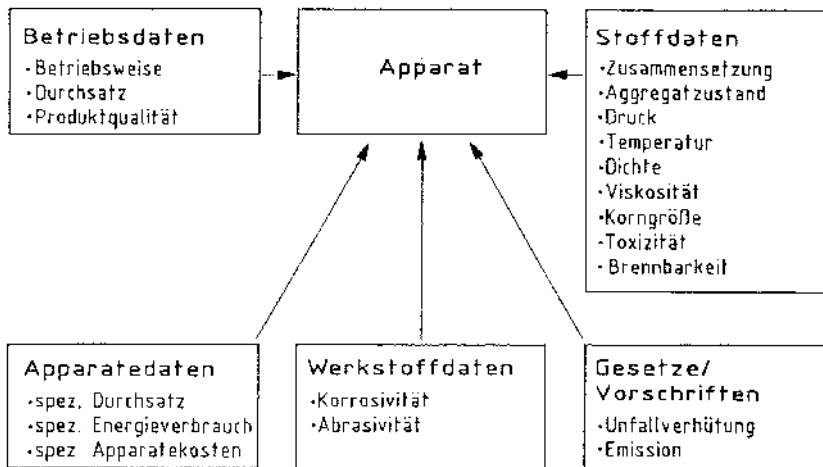 Betriebsdaten
·Betriebsweise
·Durchsatz
·Produktqualität
Apparat
Stoffdaten
·Zusammensetzung
·Aggregatzustand
·Druck
·Temperatur
·Dichte
·Viskosität
·Korngröße
·Toxizität
·Brennbarkeit
Apparatedaten
·spez. Durchsatz
·spez. Energieverbrauch
·spez. Apparatekosten
Werkstoffdaten
·Korrosivität
·Abrasivität
Gesetze/
Vorschriften
·Unfallverhütung
·Emission